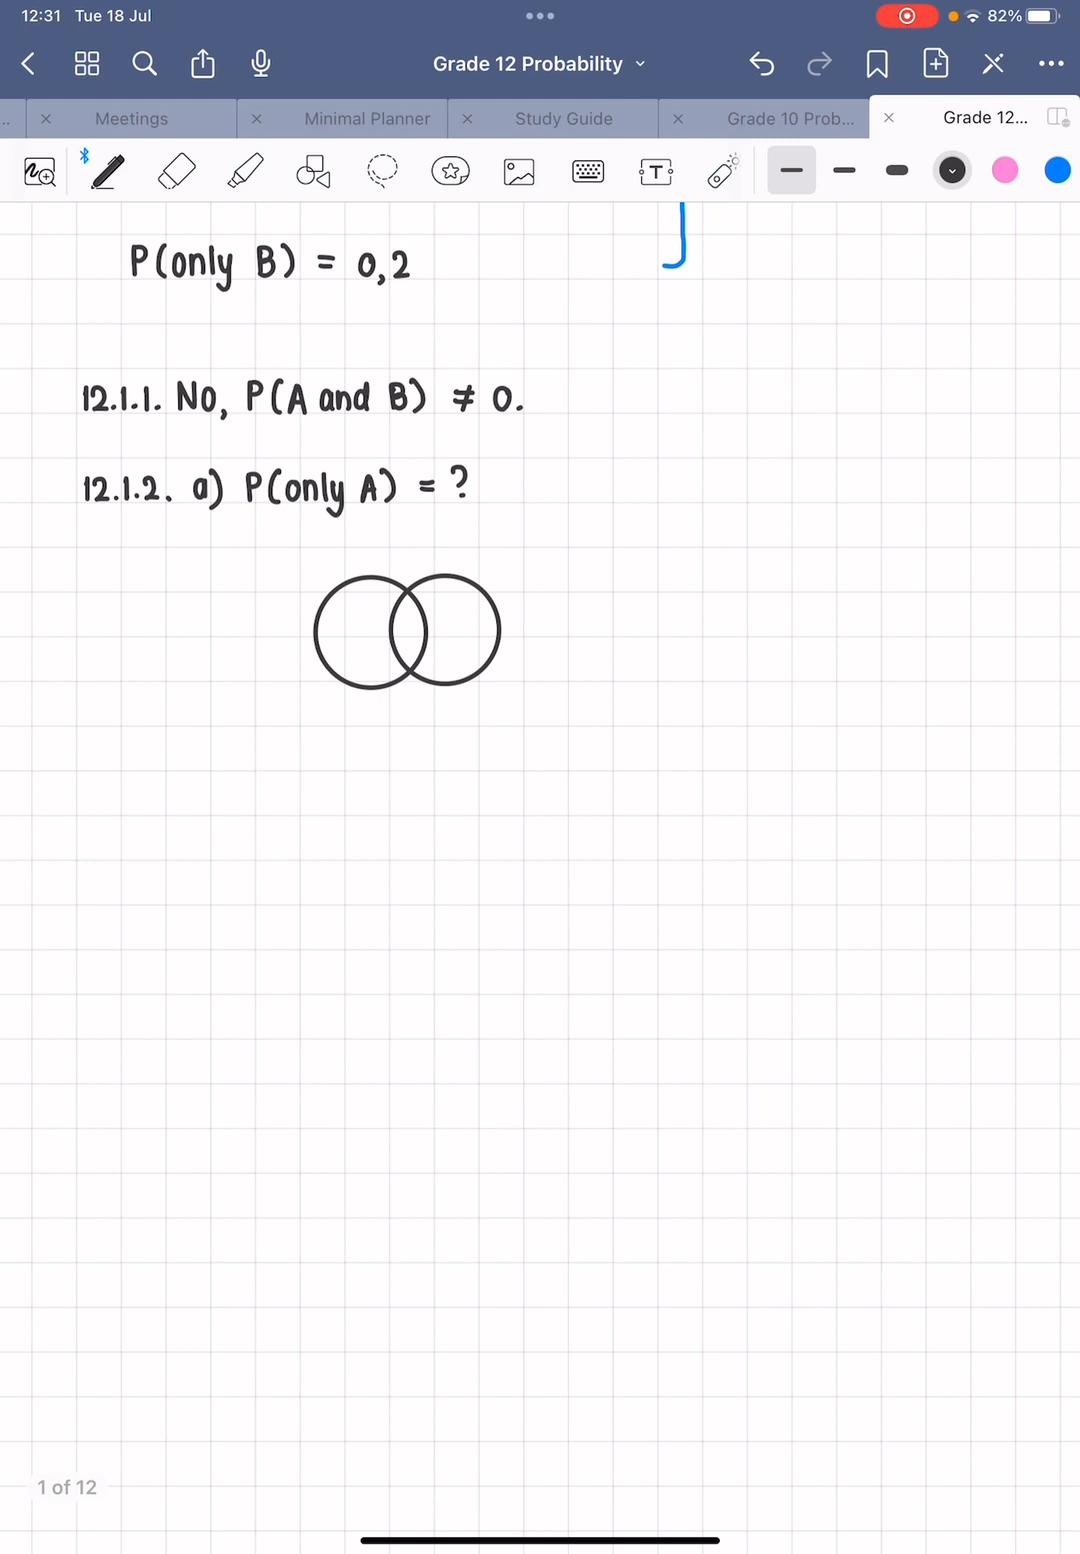 12:31 Tue 18 Jul
82%
Grade 12 Probability
Meetings
Minimal Planner
Study Guide
Grade 10 Prob...
Grade 12...
P(only B) = 0,2
12.1.1. No, P(A and B) ≠ 0.
12.1.2. a) P(only A) = ?
1 of 12